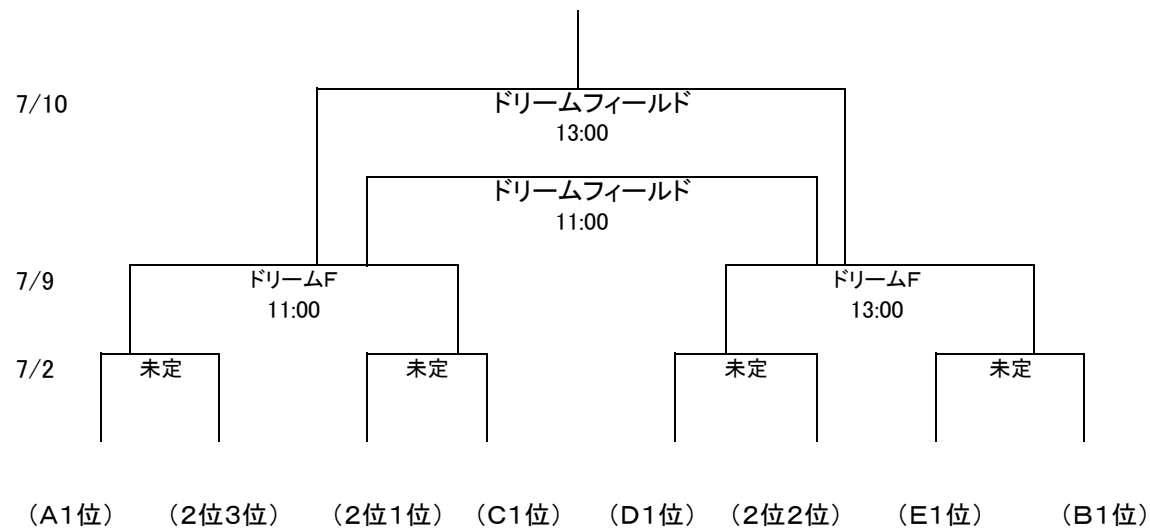 7/10
ドリームフィールド
13:00
ドリームフィールド
11:00
7/9
ドリームF
11:00
ドリームF
13:00
7/2
未定
未定
未定
未定
（A1位） （2位3位） （2位1位） （C1位） （D1位） （2位2位） （E1位） （B1位）